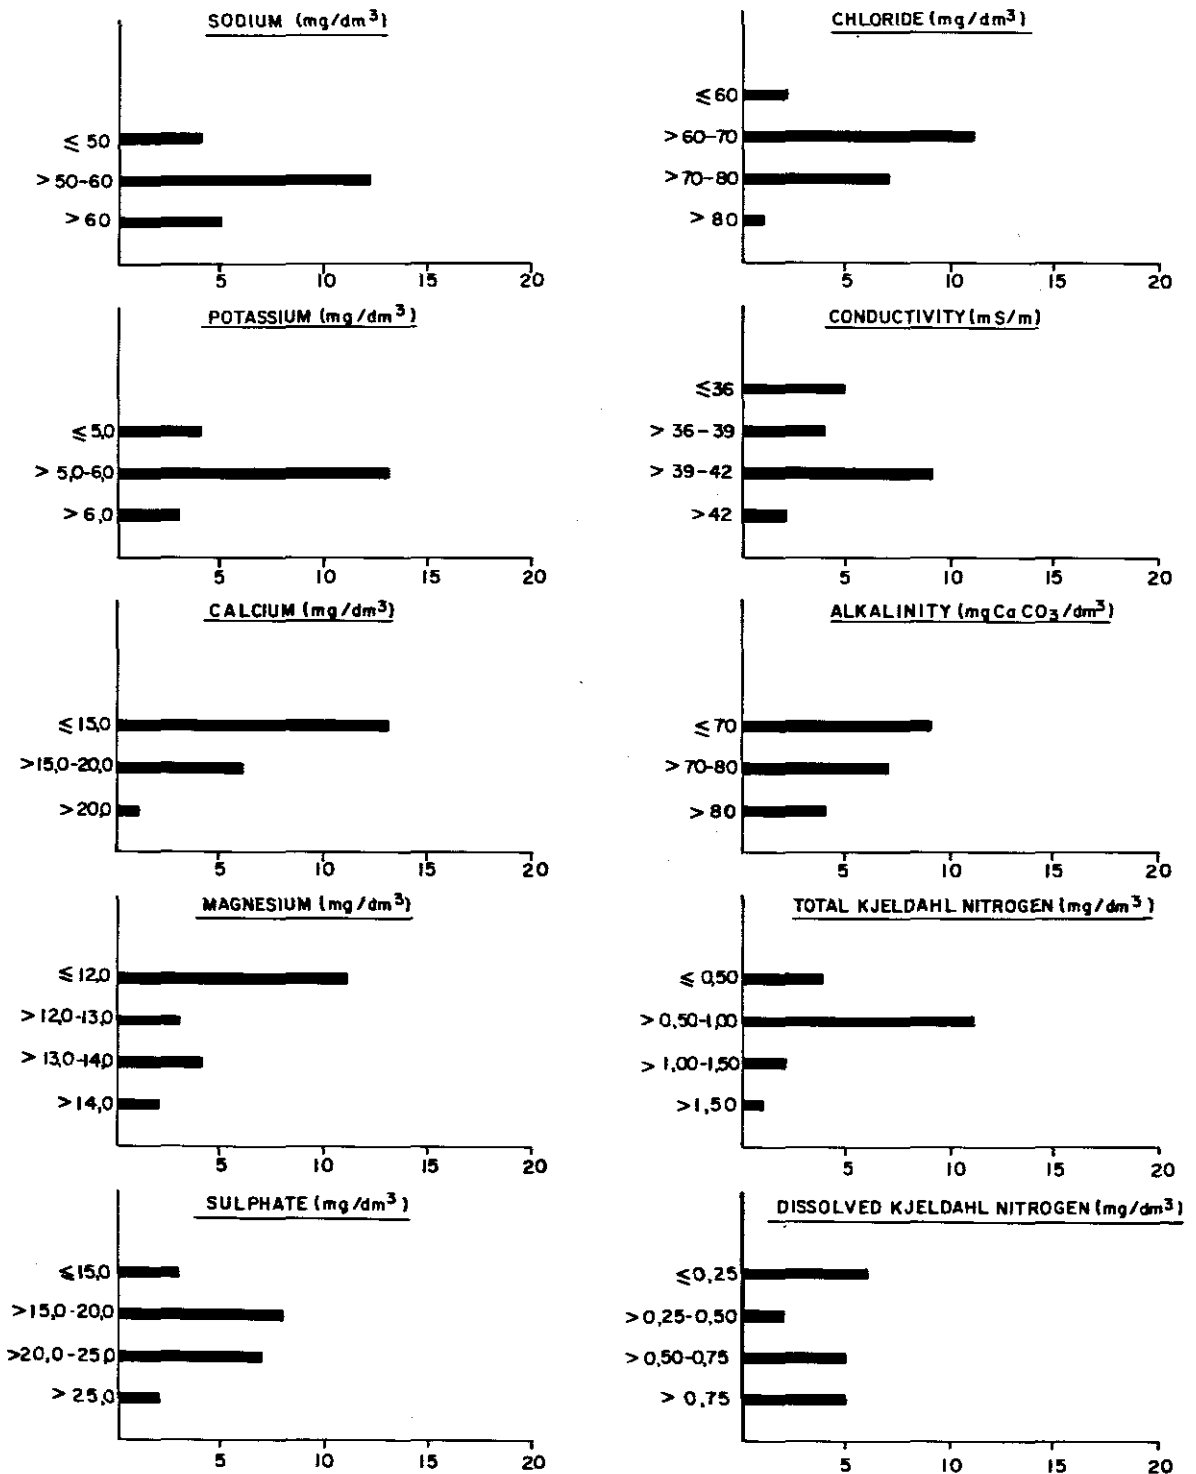 SODIUM (mg/dm³)
≤ 50
> 50-60
> 60
5 10 15 20
CHLORIDE (mg/dm³)
≤ 60
> 60-70
> 70-80
> 80
5 10 15 20
POTASSIUM (mg/dm³)
≤ 5,0
> 5,0-6,0
> 6,0
5 10 15 20
CONDUCTIVITY (mS/m)
≤36
> 36-39
> 39-42
>42
5 10 15 20
CALCIUM (mg/dm³)
≤ 15,0
>15,0-20,0
>20,0
5 10 15 20
ALKALINITY (mgCaCO₃/dm³)
≤ 70
> 70-80
> 80
5 10 15 20
MAGNESIUM (mg/dm³)
≤ 12,0
> 12,0-13,0
> 13,0-14,0
>14,0
5 10 15 20
TOTAL KJELDAHL NITROGEN (mg/dm³)
≤ 0,50
> 0,50-1,00
> 1,00-1,50
>1,50
5 10 15 20
SULPHATE (mg/dm³)
≤15,0
>15,0-20,0
>20,0-25,0
> 25,0
5 10 15 20
DISSOLVED KJELDAHL NITROGEN (mg/dm³)
≤0,25
> 0,25-0,50
> 0,50-0,75
> 0,75
5 10 15 20